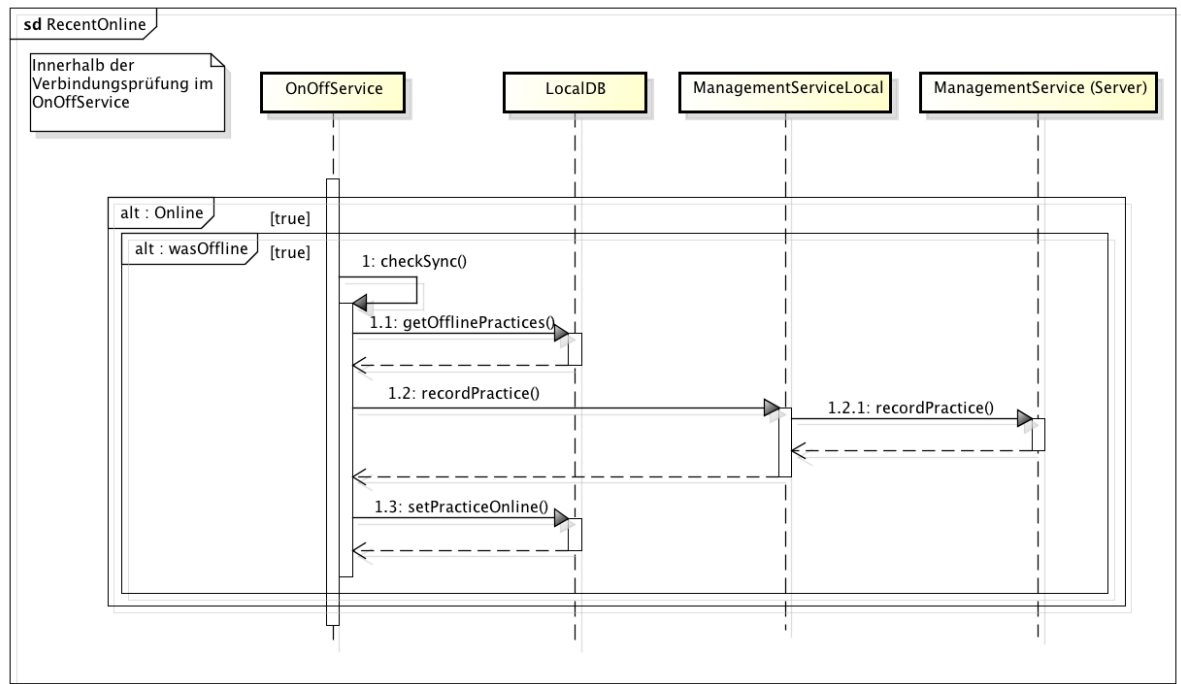 sd RecentOnline
Innerhalb der
Verbindungsprüfung im
OnOffService
OnOffService
LocalDB
ManagementServiceLocal
ManagementService (Server)
alt : Online
[true]
alt : wasOffline
[true]
1: checkSync()
1.1: getOfflinePractices()
1.2: recordPractice()
1.2.1: recordPractice()
1.3: setPracticeOnline()